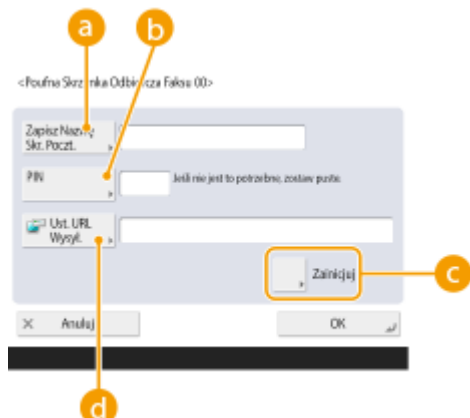 a
b
<Poufna Skrzynka Odbiorcza Faksu 00>
Zapisz Nazwę
Skr. Poczt.
PIN
Jeśli nie jest to potrzebne, zostaw puste.
Ust. URL
Wysył.
Zainicjuj
c
Anuluj
OK
d